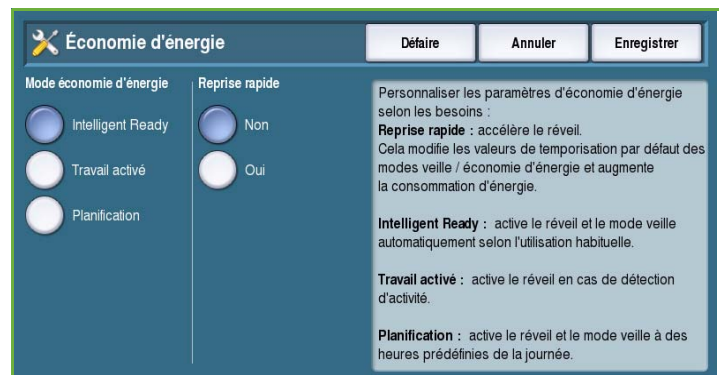 Économie d'énergie
Défaire
Annuler
Enregistrer
Mode économie d'énergie
Reprise rapide
Intelligent Ready
Non
Travail activé
Oui
Planification
Personnaliser les paramètres d'économie d'énergie
selon les besoins :
Reprise rapide : accélère le réveil.
Cela modifie les valeurs de temporisation par défaut des
modes veille / économie d'énergie et augmente
la consommation d'énergie.
Intelligent Ready : active le réveil et le mode veille
automatiquement selon l'utilisation habituelle.
Travail activé : active le réveil en cas de détection
d'activité.
Planification : active le réveil et le mode veille à des
heures prédéfinies de la journée.